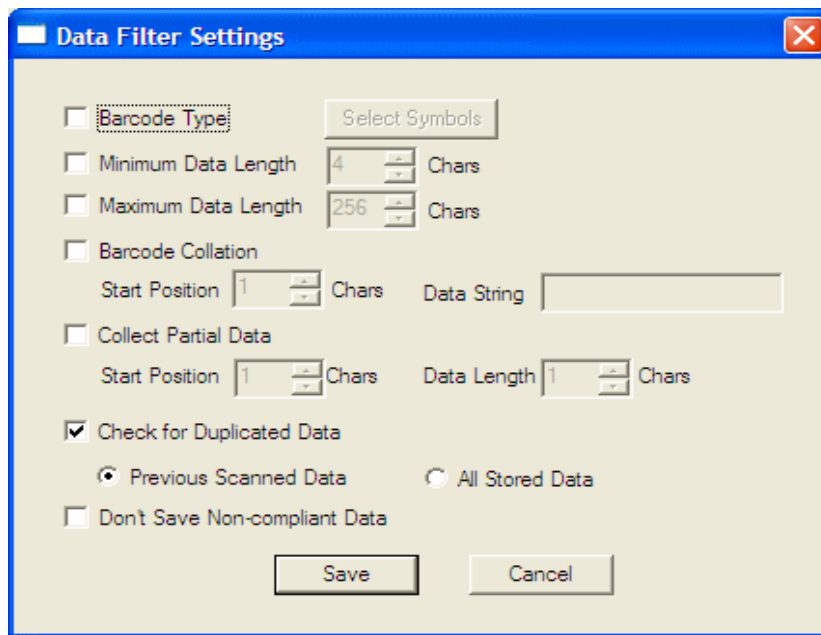 Data Filter Settings
Barcode Type Select Symbols
Minimum Data Length 4 Chars
Maximum Data Length 256 Chars
Barcode Collation
Start Position 1 Chars Data String
Collect Partial Data
Start Position 1 Chars Data Length 1 Chars
Check for Duplicated Data
Previous Scanned Data All Stored Data
Don't Save Non-compliant Data
Save Cancel